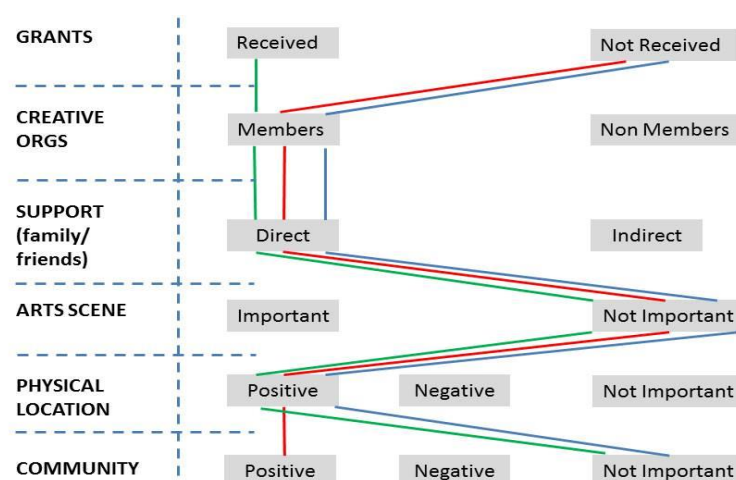 GRANTS
Received
Not Received
CREATIVE
ORGS
Members
Non Members
SUPPORT
(family/
friends)
Direct
Indirect
ARTS SCENE
Important
Not Important
PHYSICAL
LOCATION
Positive
Negative
Not Important
COMMUNITY
Positive
Negative
Not Important